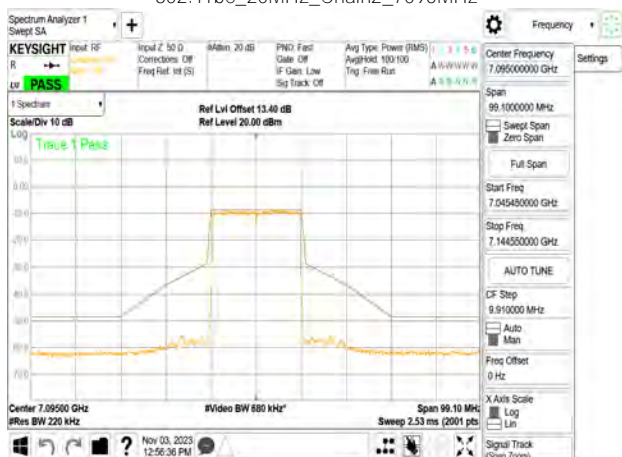 Spectrum Analyzer 1
Swept SA
+
Frequency
KEYSIGHT
Input: RF
R
LU
PASS
Input Z: 50 Ω
Corrections: Off
Freq Ref: Int (S)
#Atten: 20 dB
PNO: Fast
Gate: Off
IF Gain: Low
Sig Track: Off
Avg Type: Power (RMS)
Avg|Hold: 100/100
Trig: Free Run
Settings
1 Spectrum
Scale/Div 10 dB
Ref Lvl Offset 13.40 dB
Ref Level 20.00 dBm
Log
Trace 1 Pass
Center 7.09500 GHz
#Res BW 220 kHz
#Video BW 680 kHz*
Span 99.10 MHz
Sweep 2.53 ms (2001 pts
Center Frequency
7.095000000 GHz
Span
99.1000000 MHz
Swept Span
Zero Span
Full Span
Start Freq
7.045450000 GHz
Stop Freq
7.144550000 GHz
AUTO TUNE
CF Step
9.910000 MHz
Auto
Man
Freq Offset
0 Hz
X Axis Scale
Log
Lin
Signal Track
(Span Zoom)
?
Nov 03, 2023
12:56:36 PM